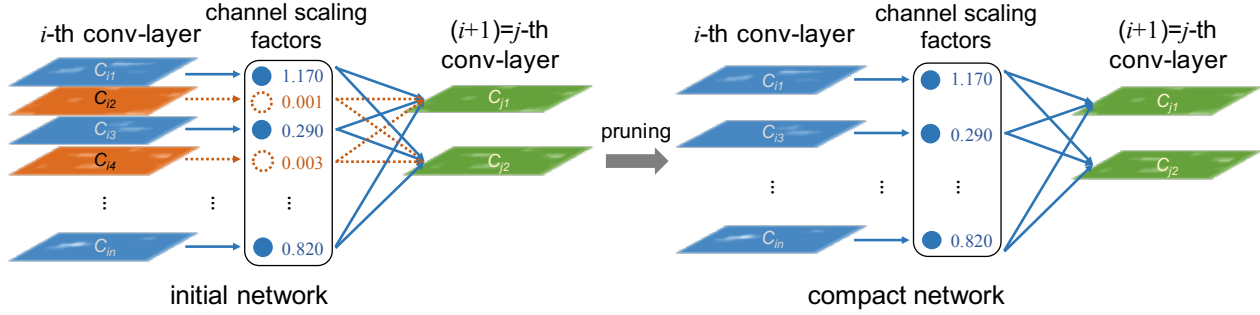 channel scaling
factors
i-th conv-layer
(i+1)=j-th
conv-layer
Ci1
1.170
Ci2
0.001
Cj1
Ci3
0.290
Ci4
0.003
Cj2
⋮ ⋮ ⋮
Cin
0.820
initial network
pruning
channel scaling
factors
i-th conv-layer
(i+1)=j-th
conv-layer
Ci1
1.170
Cj1
Ci3
0.290
Cj2
⋮ ⋮ ⋮
Cin
0.820
compact network